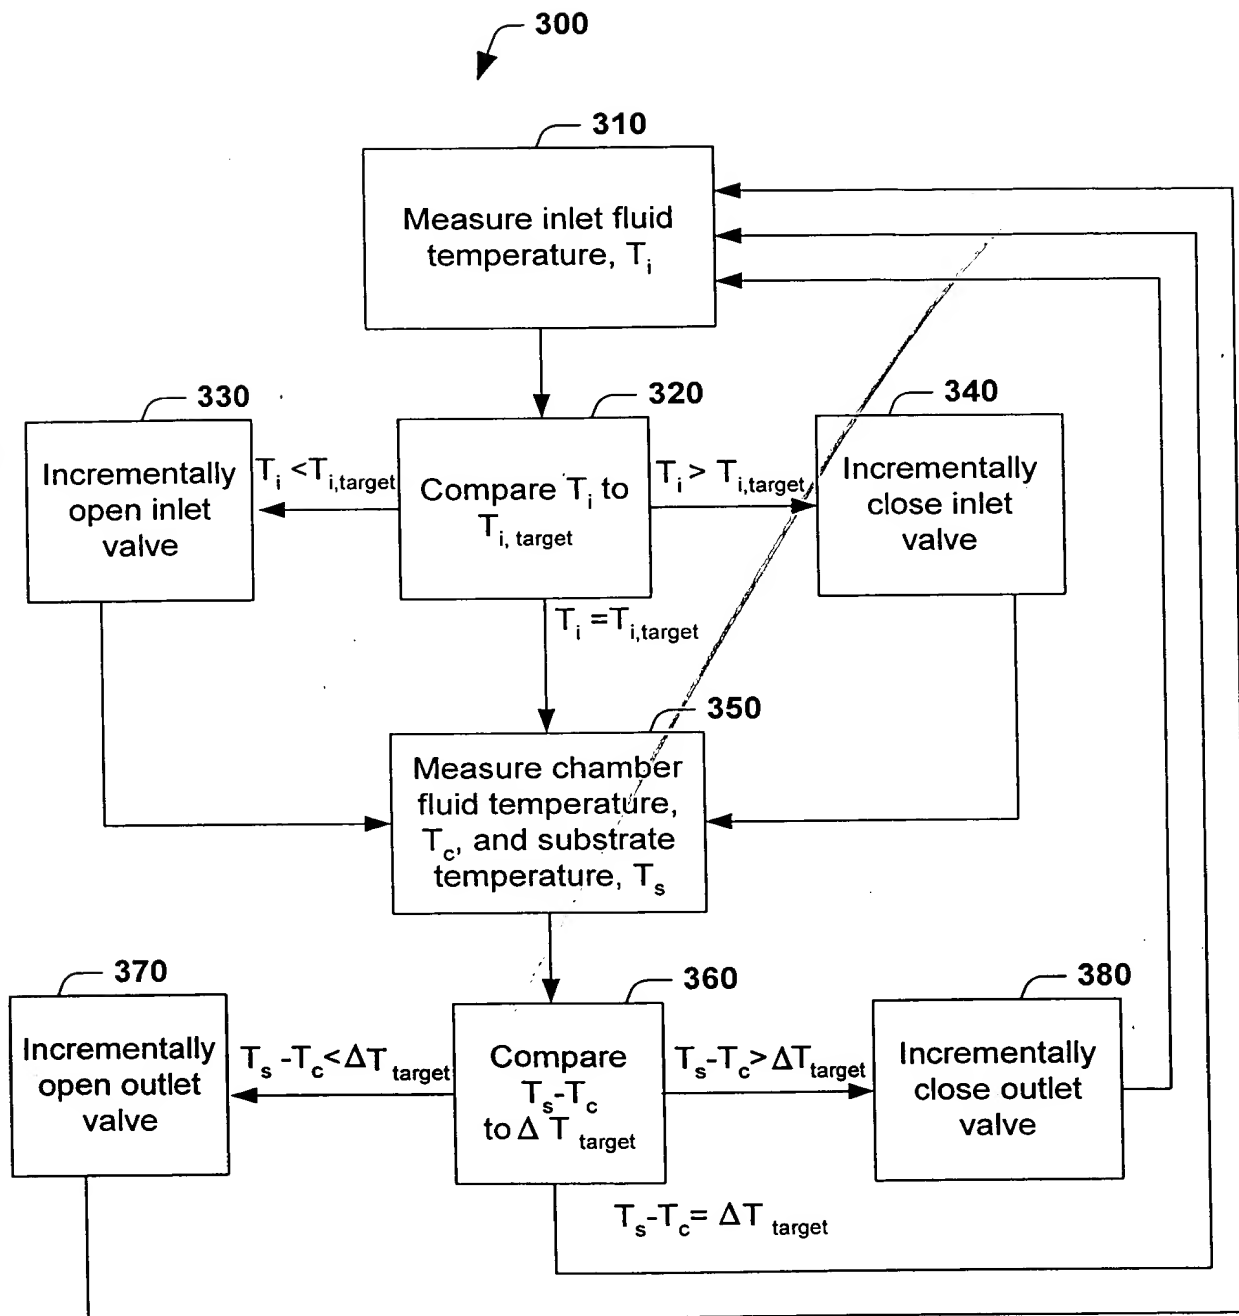 300
310
Measure inlet fluid
temperature, Ti
330
320
340
Incrementally
open inlet
valve
Ti <Ti,target
Compare Ti to
Ti, target
Ti > Ti,target
Incrementally
close inlet
valve
Ti =Ti,target
350
Measure chamber
fluid temperature,
Tc, and substrate
temperature, Ts
370
360
380
Incrementally
open outlet
valve
Ts-Tc<ΔTtarget
Compare
Ts-Tc
to Δ T target
Ts-Tc>ΔTtarget
Incrementally
close outlet
valve
Ts-Tc= ΔT target